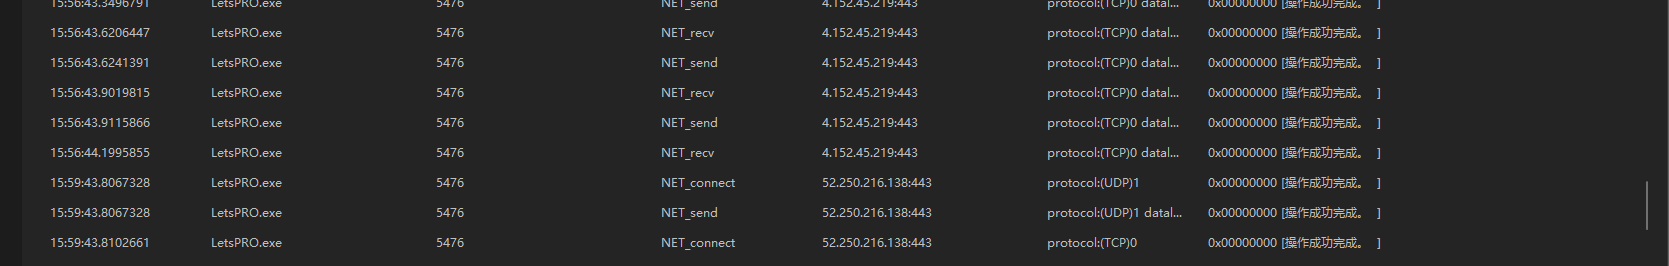 15:56:43.3496791 LetsPRO.exe 5476 NET_send 4.152.45.219:443 protocol:(TCP)0 datal... 0x00000000 [操作成功完成。 ]
15:56:43.6206447 LetsPRO.exe 5476 NET_recv 4.152.45.219:443 protocol:(TCP)0 datal... 0x00000000 [操作成功完成。 ]
15:56:43.6241391 LetsPRO.exe 5476 NET_send 4.152.45.219:443 protocol:(TCP)0 datal... 0x00000000 [操作成功完成。 ]
15:56:43.9019815 LetsPRO.exe 5476 NET_recv 4.152.45.219:443 protocol:(TCP)0 datal... 0x00000000 [操作成功完成。 ]
15:56:43.9115866 LetsPRO.exe 5476 NET_send 4.152.45.219:443 protocol:(TCP)0 datal... 0x00000000 [操作成功完成。 ]
15:56:44.1995855 LetsPRO.exe 5476 NET_recv 4.152.45.219:443 protocol:(TCP)0 datal... 0x00000000 [操作成功完成。 ]
15:59:43.8067328 LetsPRO.exe 5476 NET_connect 52.250.216.138:443 protocol:(UDP)1 0x00000000 [操作成功完成。 ]
15:59:43.8067328 LetsPRO.exe 5476 NET_send 52.250.216.138:443 protocol:(UDP)1 datal... 0x00000000 [操作成功完成。 ]
15:59:43.8102661 LetsPRO.exe 5476 NET_connect 52.250.216.138:443 protocol:(TCP)0 0x00000000 [操作成功完成。 ]